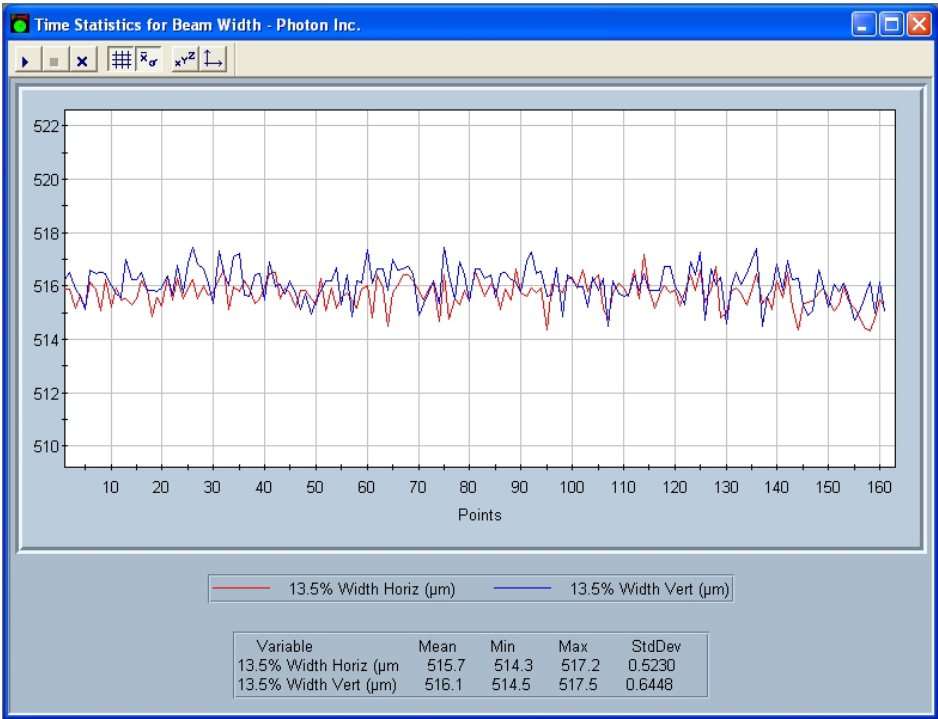 Time Statistics for Beam Width - Photon Inc.
x̄σ xYZ
522
520
518
516
514
512
510
10 20 30 40 50 60 70 80 90 100 110 120 130 140 150 160
Points
13.5% Width Horiz (µm) 13.5% Width Vert (µm)
Variable Mean Min Max StdDev
13.5% Width Horiz (µm 515.7 514.3 517.2 0.5230
13.5% Width Vert (µm) 516.1 514.5 517.5 0.6448